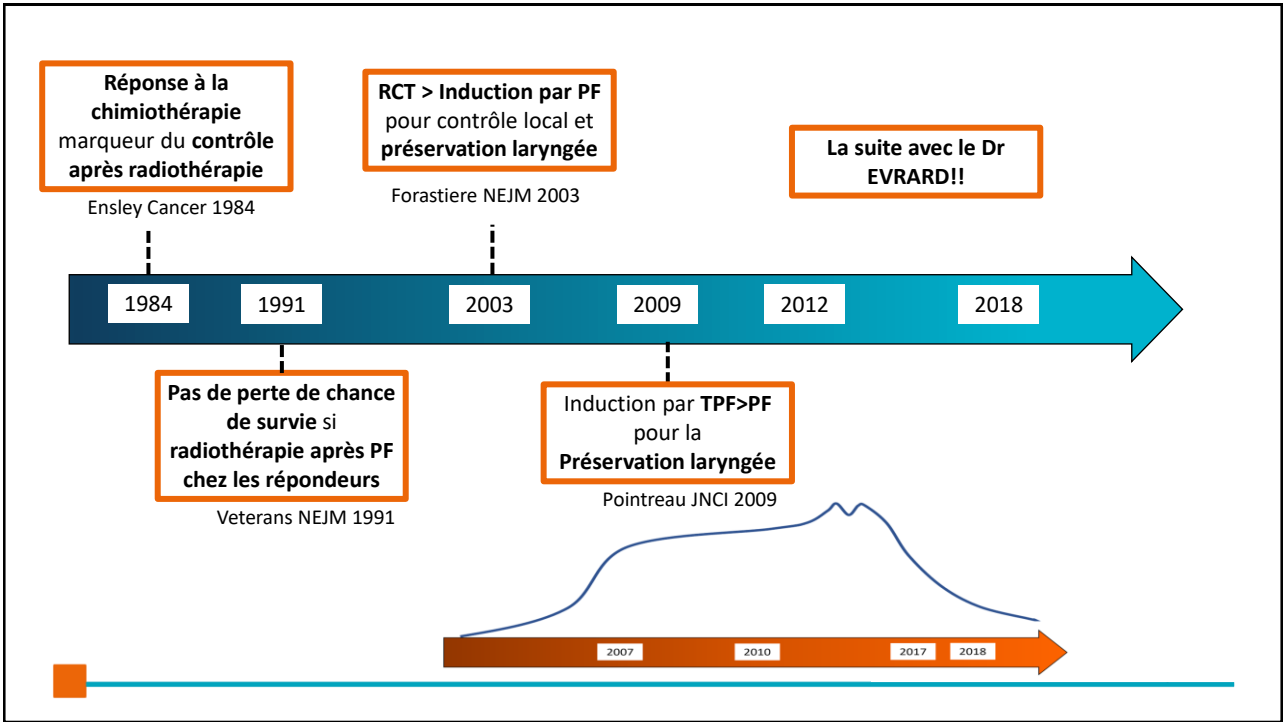 Réponse à la
chimiothérapie
marqueur du contrôle
après radiothérapie
Ensley Cancer 1984
RCT > Induction par PF
pour contrôle local et
préservation laryngée
Forastiere NEJM 2003
La suite avec le Dr
EVRARD!!
1984
1991
2003
2009
2012
2018
Pas de perte de chance
de survie si
radiothérapie après PF
chez les répondeurs
Veterans NEJM 1991
Induction par TPF>PF
pour la
Préservation laryngée
Pointreau JNCI 2009
2007
2010
2017
2018